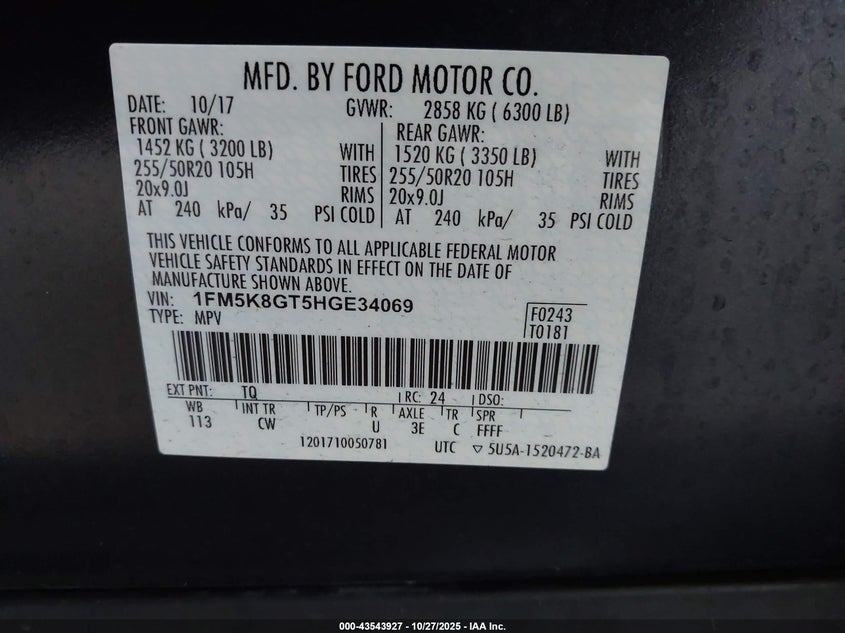 MFD. BY FORD MOTOR CO.
DATE: 10/17 GVWR: 2858 KG ( 6300 LB)
FRONT GAWR: REAR GAWR:
1452 KG ( 3200 LB) WITH 1520 KG ( 3350 LB) WITH
255/50R20 105H TIRES 255/50R20 105H TIRES
20x9.0J RIMS 20x9.0J RIMS
AT 240 kPa/ 35 PSI COLD AT 240 kPa/ 35 PSI COLD
THIS VEHICLE CONFORMS TO ALL APPLICABLE FEDERAL MOTOR
VEHICLE SAFETY STANDARDS IN EFFECT ON THE DATE OF
MANUFACTURE SHOWN ABOVE.
VIN: 1FM5K8GT5HGE34069 F0243
TYPE: MPV T0181
EXT PNT: TQ RC: 24 DSO:
WB INT TR TP/PS R AXLE TR SPR
113 CW U 3E C FFFF
1201710050781 UTC ▽ 5U5A-1520472-BA
000-43543927 - 10/27/2025 - IAA Inc.